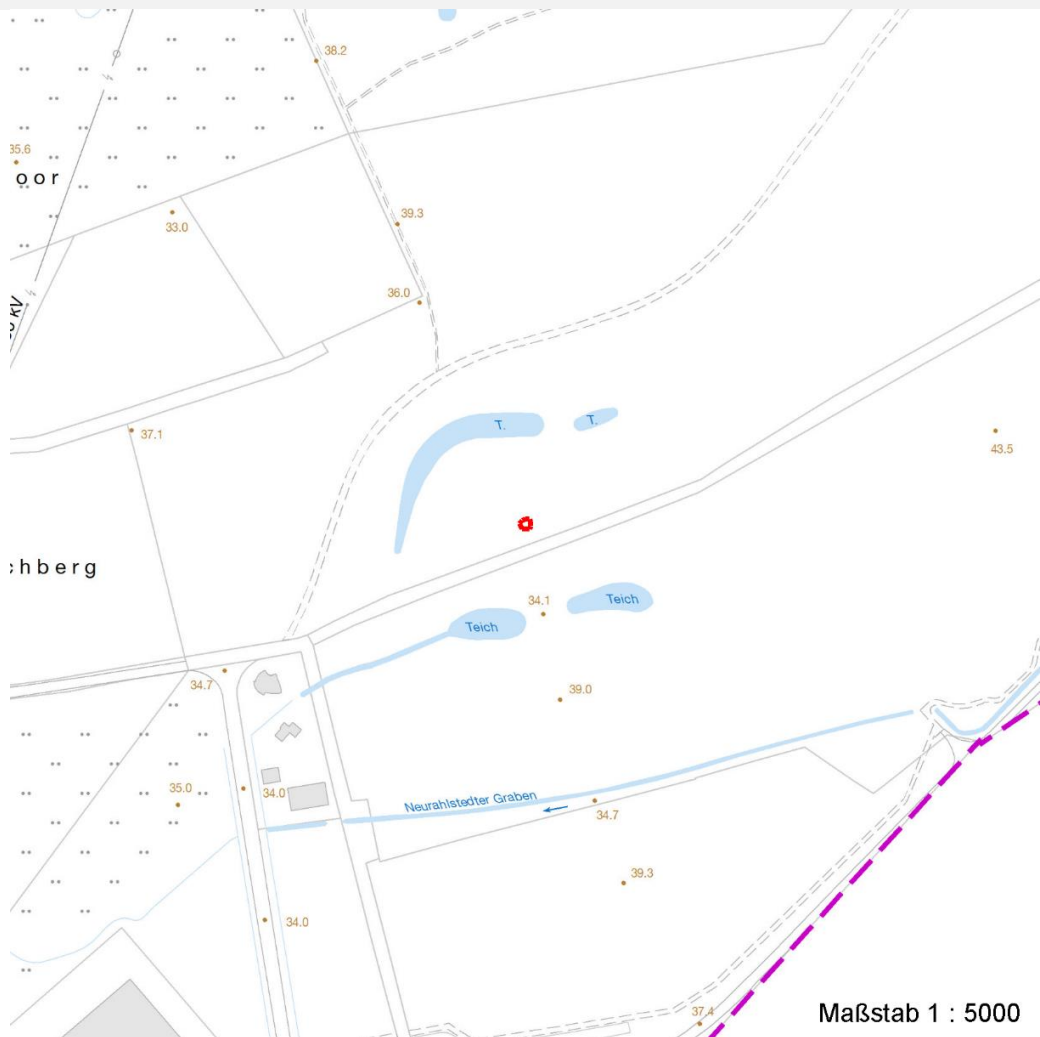 38.2
35.6
oor
33.0
39.3
36.0
kV
37.1
T.
T.
43.5
chberg
34.1
Teich
Teich
34.7
39.0
35.0
34.0
Neurahlstedter Graben
34.7
39.3
34.0
37.4
Maßstab 1 : 5000